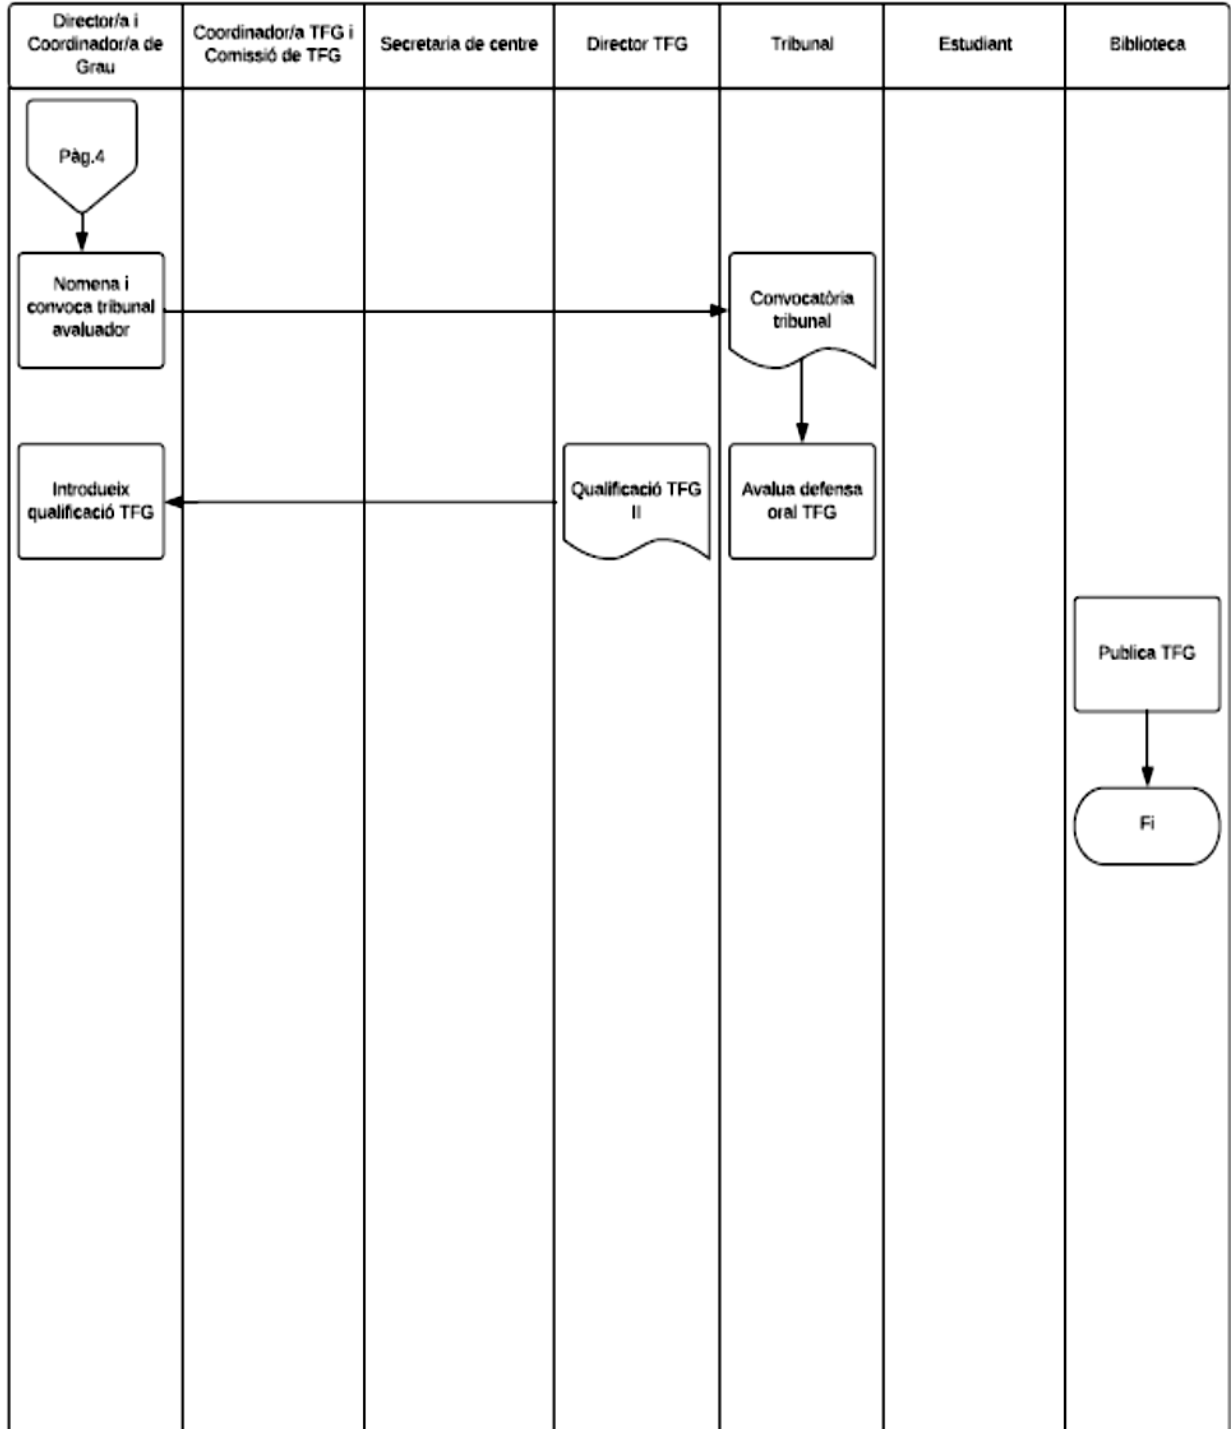 Director/a i
Coordinador/a de
Grau
Coordinador/a TFG i
Comissió de TFG
Secretaria de centre
Director TFG
Tribunal
Estudiant
Biblioteca
Pàg.4
Nomena i
convoca tribunal
avaluador
Convocatòria
tribunal
Introdueix
qualificació TFG
Qualificació TFG
II
Avalua defensa
oral TFG
Publica TFG
Fi